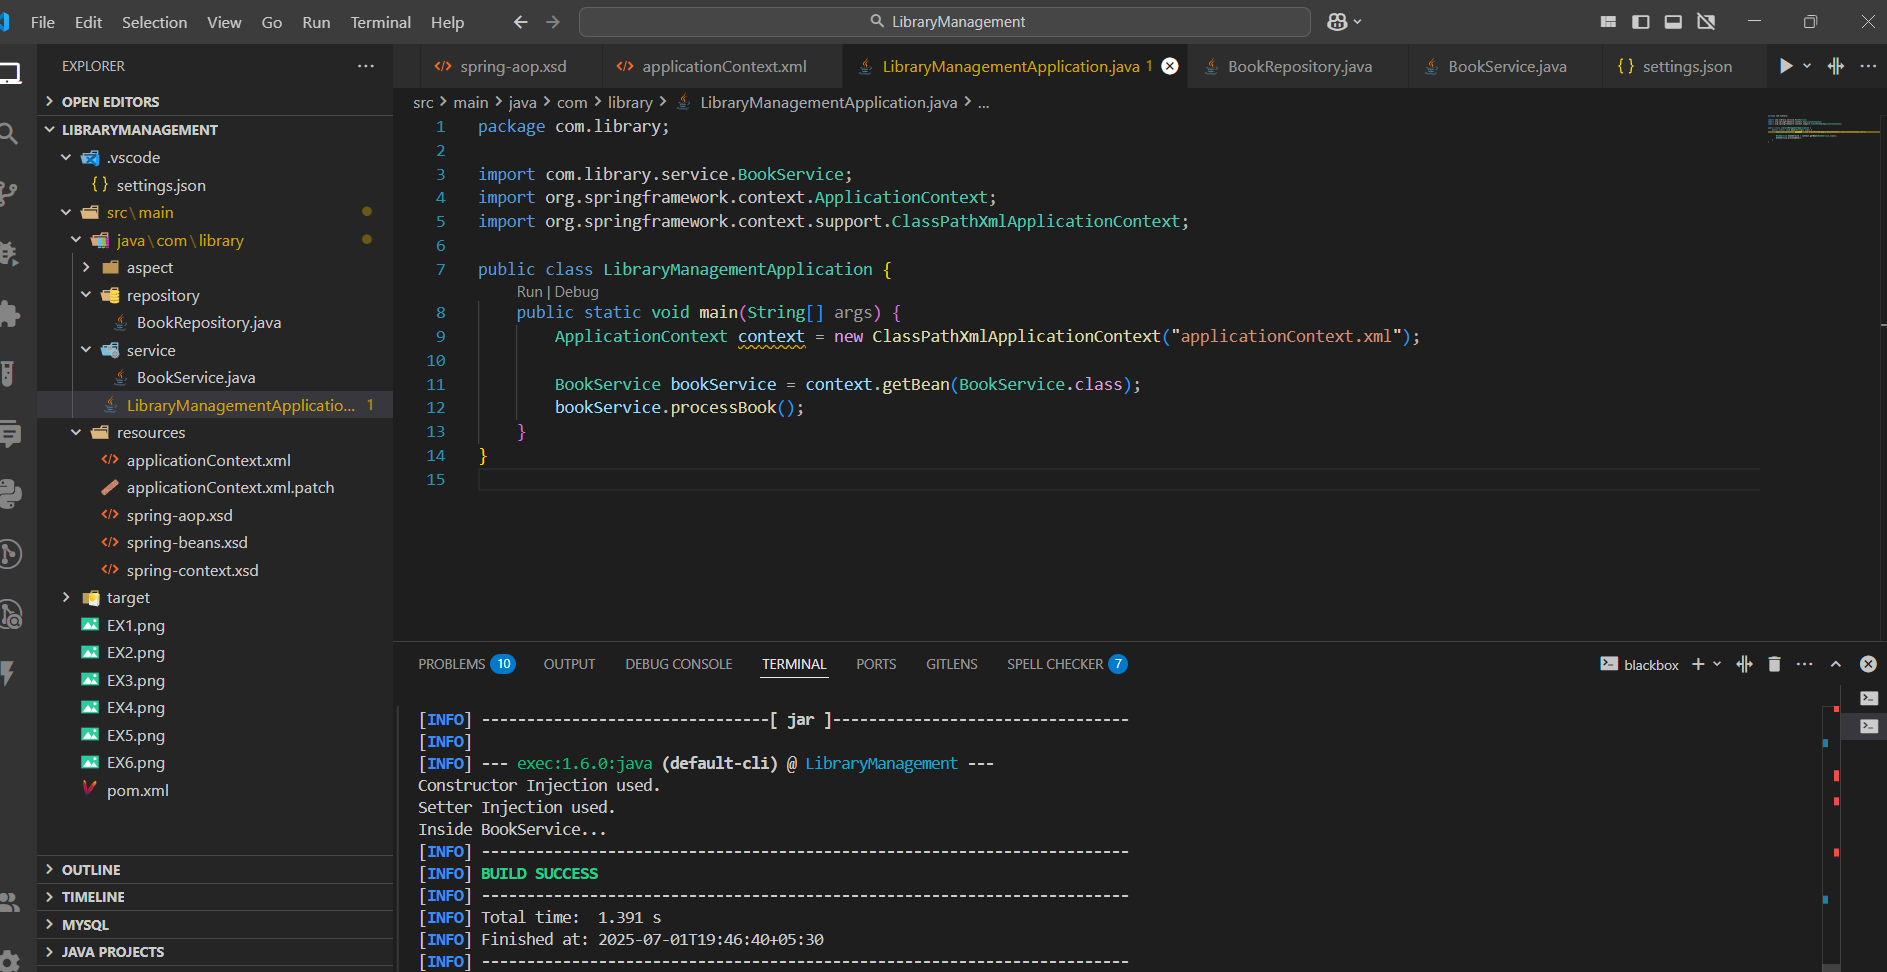 File Edit Selection View Go Run Terminal Help
LibraryManagement
EXPLORER
OPEN EDITORS
LIBRARYMANAGEMENT
.vscode
{} settings.json
src\main
java\com\library
aspect
repository
BookRepository.java
service
BookService.java
LibraryManagementApplicatio... 1
resources
applicationContext.xml
applicationContext.xml.patch
spring-aop.xsd
spring-beans.xsd
spring-context.xsd
target
EX1.png
EX2.png
EX3.png
EX4.png
EX5.png
EX6.png
pom.xml
OUTLINE
TIMELINE
MYSQL
JAVA PROJECTS
spring-aop.xsd applicationContext.xml LibraryManagementApplication.java 1 BookRepository.java BookService.java {} settings.json
src > main > java > com > library > LibraryManagementApplication.java > ...
1 package com.library;
2
3 import com.library.service.BookService;
4 import org.springframework.context.ApplicationContext;
5 import org.springframework.context.support.ClassPathXmlApplicationContext;
6
7 public class LibraryManagementApplication {
Run | Debug
8 public static void main(String[] args) {
9 ApplicationContext context = new ClassPathXmlApplicationContext("applicationContext.xml");
10
11 BookService bookService = context.getBean(BookService.class);
12 bookService.processBook();
13 }
14 }
15
PROBLEMS 10 OUTPUT DEBUG CONSOLE TERMINAL PORTS GITLENS SPELL CHECKER 7
blackbox
[INFO] --------------------------------[ jar ]---------------------------------
[INFO]
[INFO] --- exec:1.6.0:java (default-cli) @ LibraryManagement ---
Constructor Injection used.
Setter Injection used.
Inside BookService...
[INFO] ------------------------------------------------------------------------
[INFO] BUILD SUCCESS
[INFO] ------------------------------------------------------------------------
[INFO] Total time:  1.391 s
[INFO] Finished at: 2025-07-01T19:46:40+05:30
[INFO] ------------------------------------------------------------------------